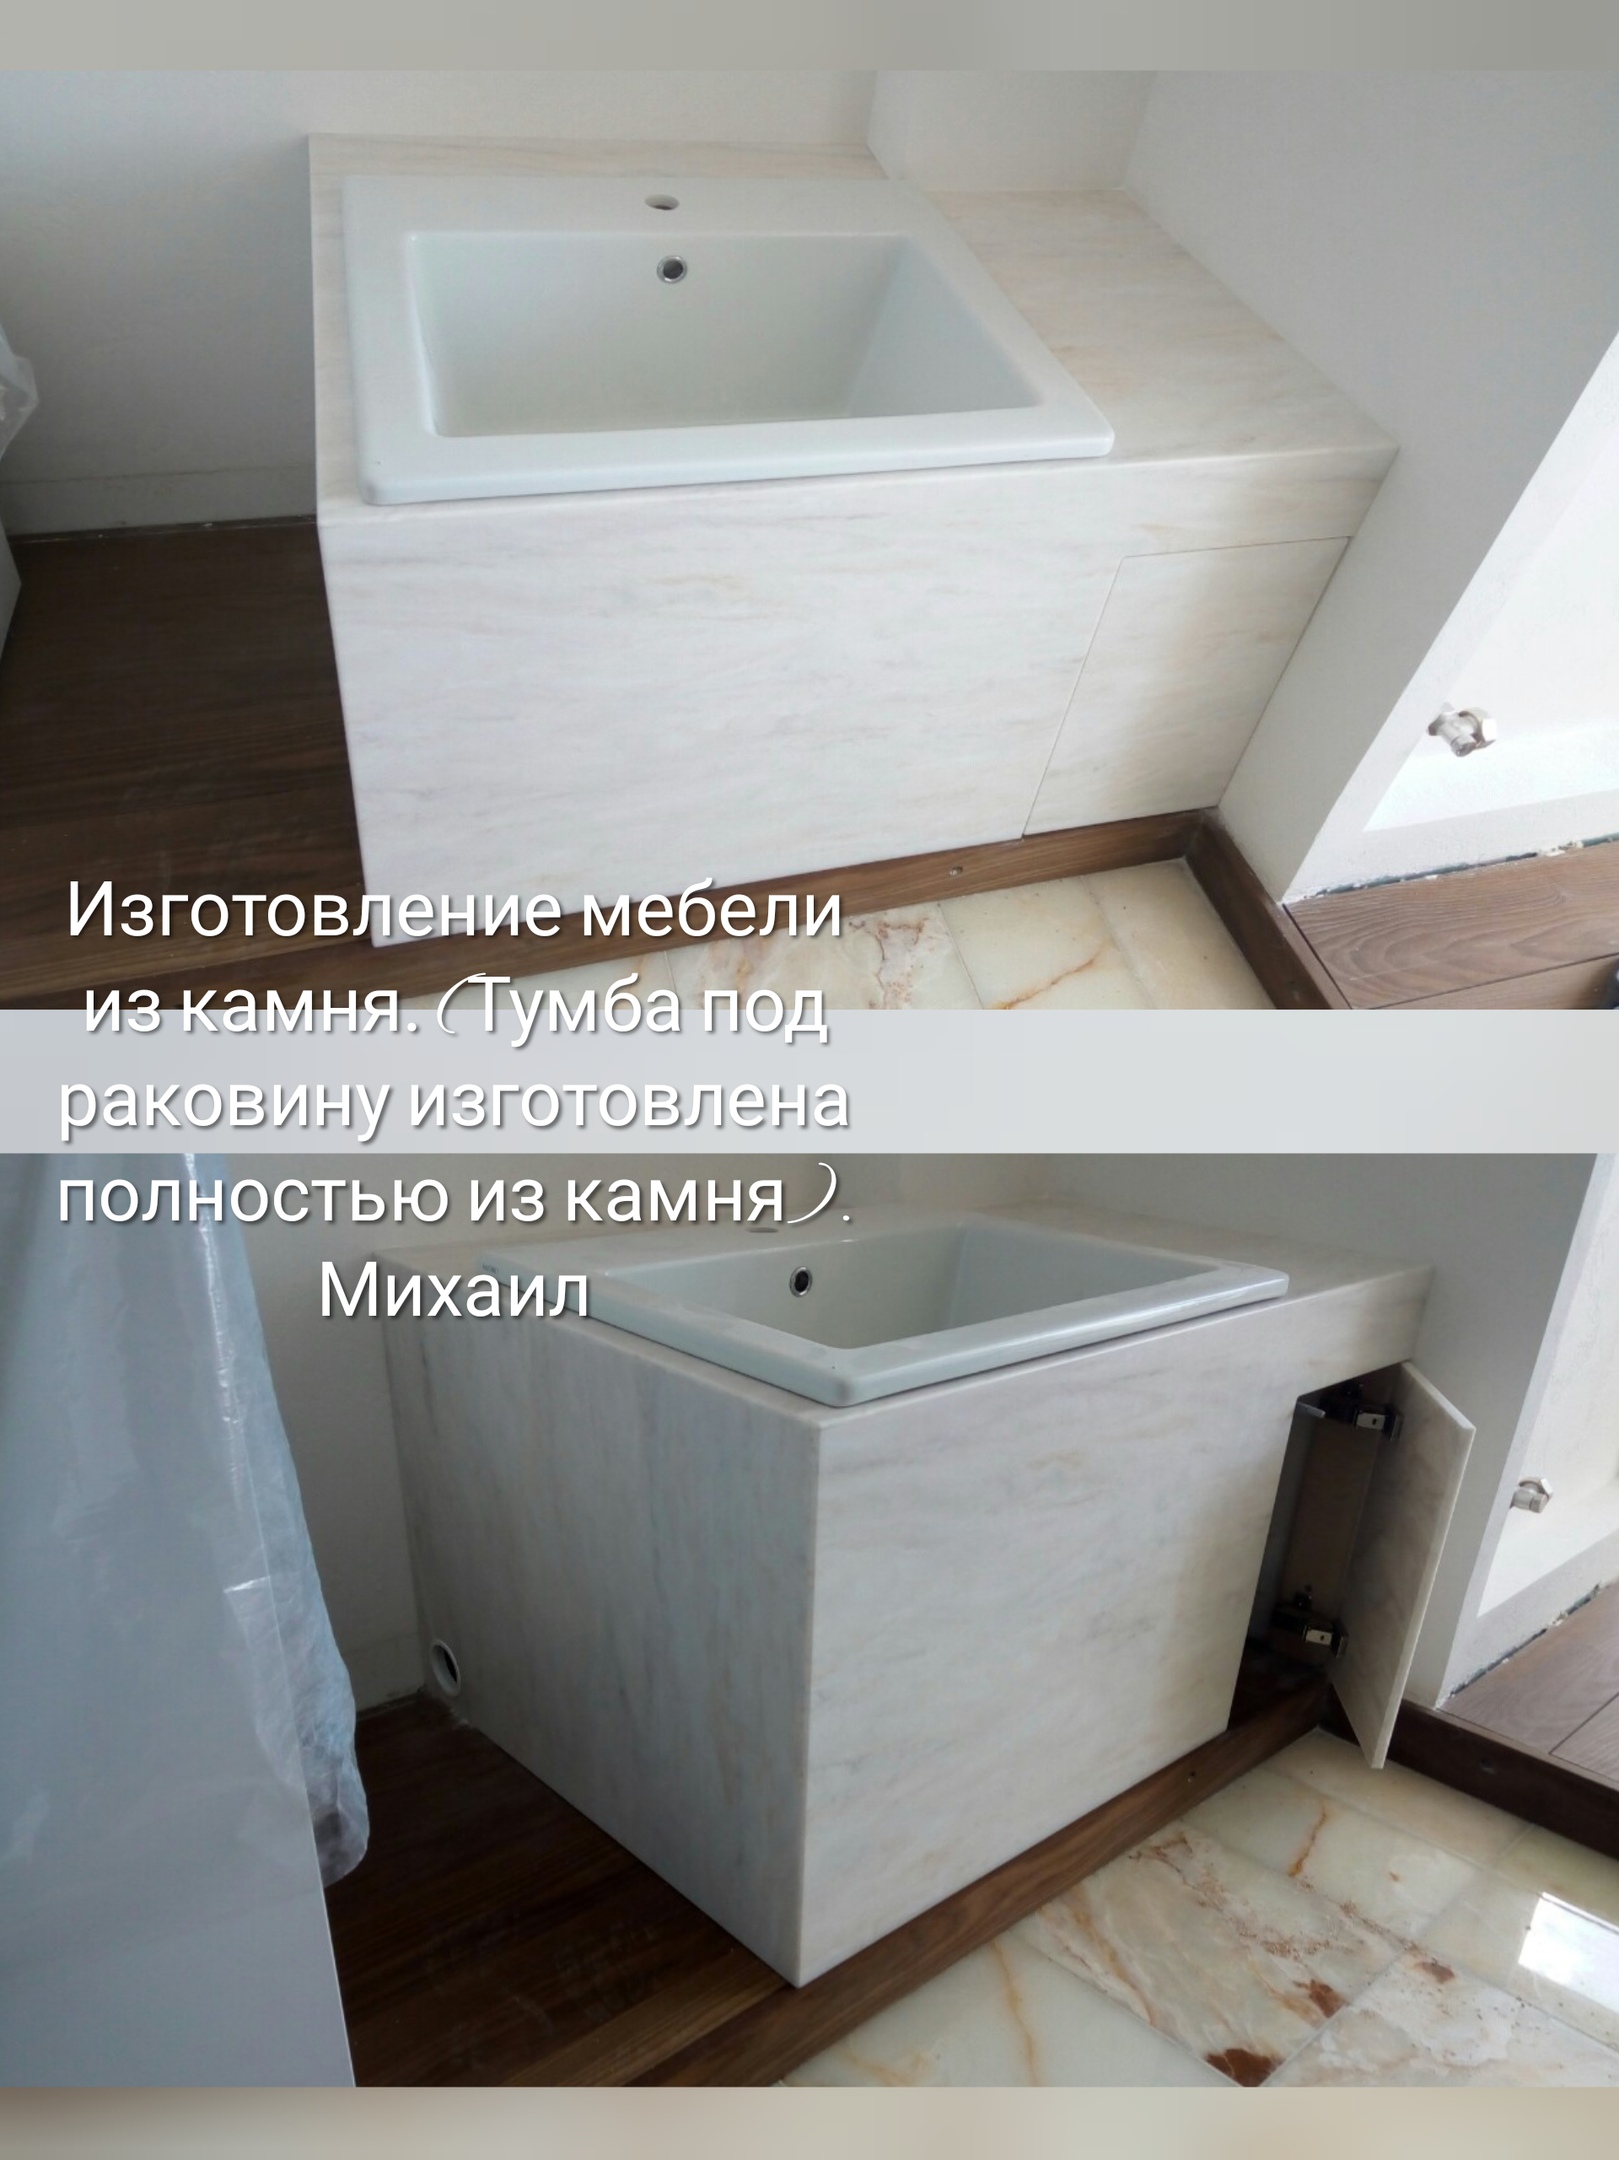 Изготовление мебели
из камня. (Тумба под
раковину изготовлена
полностью из камня).
Михаил